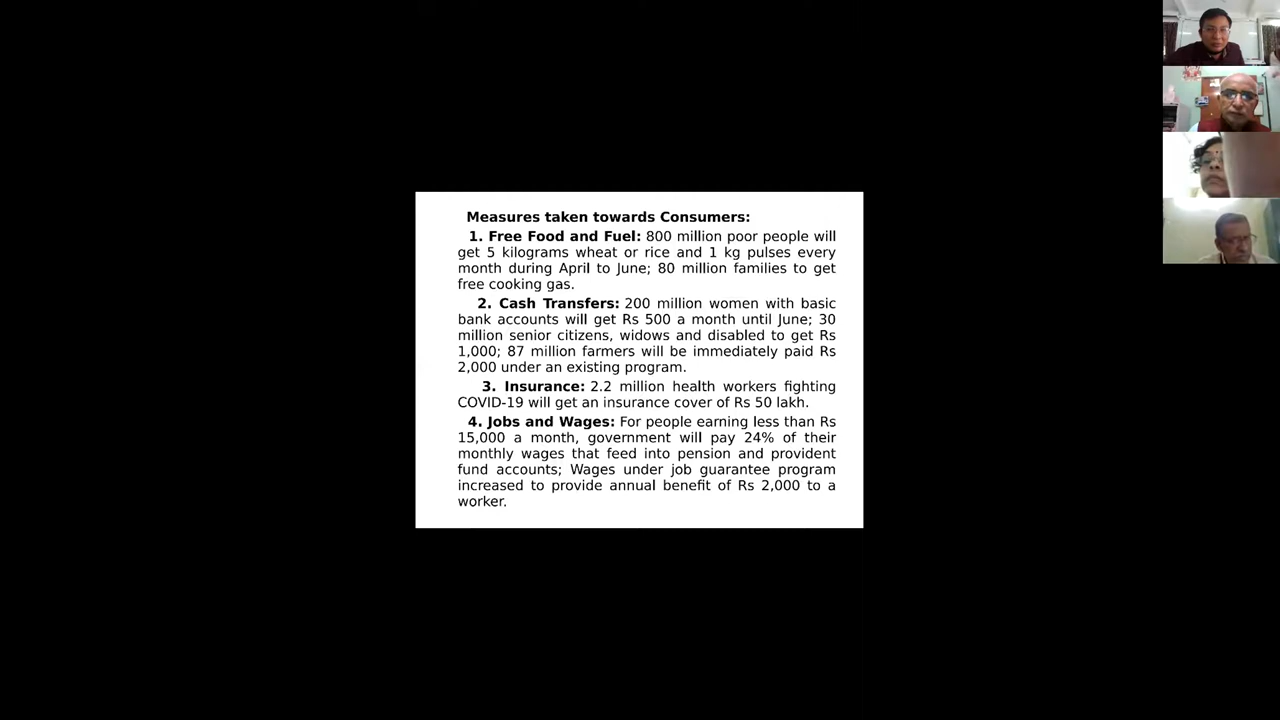 Measures taken towards Consumers:
1. Free Food and Fuel: 800 million poor people will
get 5 kilograms wheat or rice and 1 kg pulses every
month during April to June; 80 million families to get
free cooking gas.
2. Cash Transfers: 200 million women with basic
bank accounts will get Rs 500 a month until June; 30
million senior citizens, widows and disabled to get Rs
1,000; 87 million farmers will be immediately paid Rs
2,000 under an existing program.
3. Insurance: 2.2 million health workers fighting
COVID-19 will get an insurance cover of Rs 50 lakh.
4. Jobs and Wages: For people earning less than Rs
15,000 a month, government will pay 24% of their
monthly wages that feed into pension and provident
fund accounts; Wages under job guarantee program
increased to provide annual benefit of Rs 2,000 to a
worker.